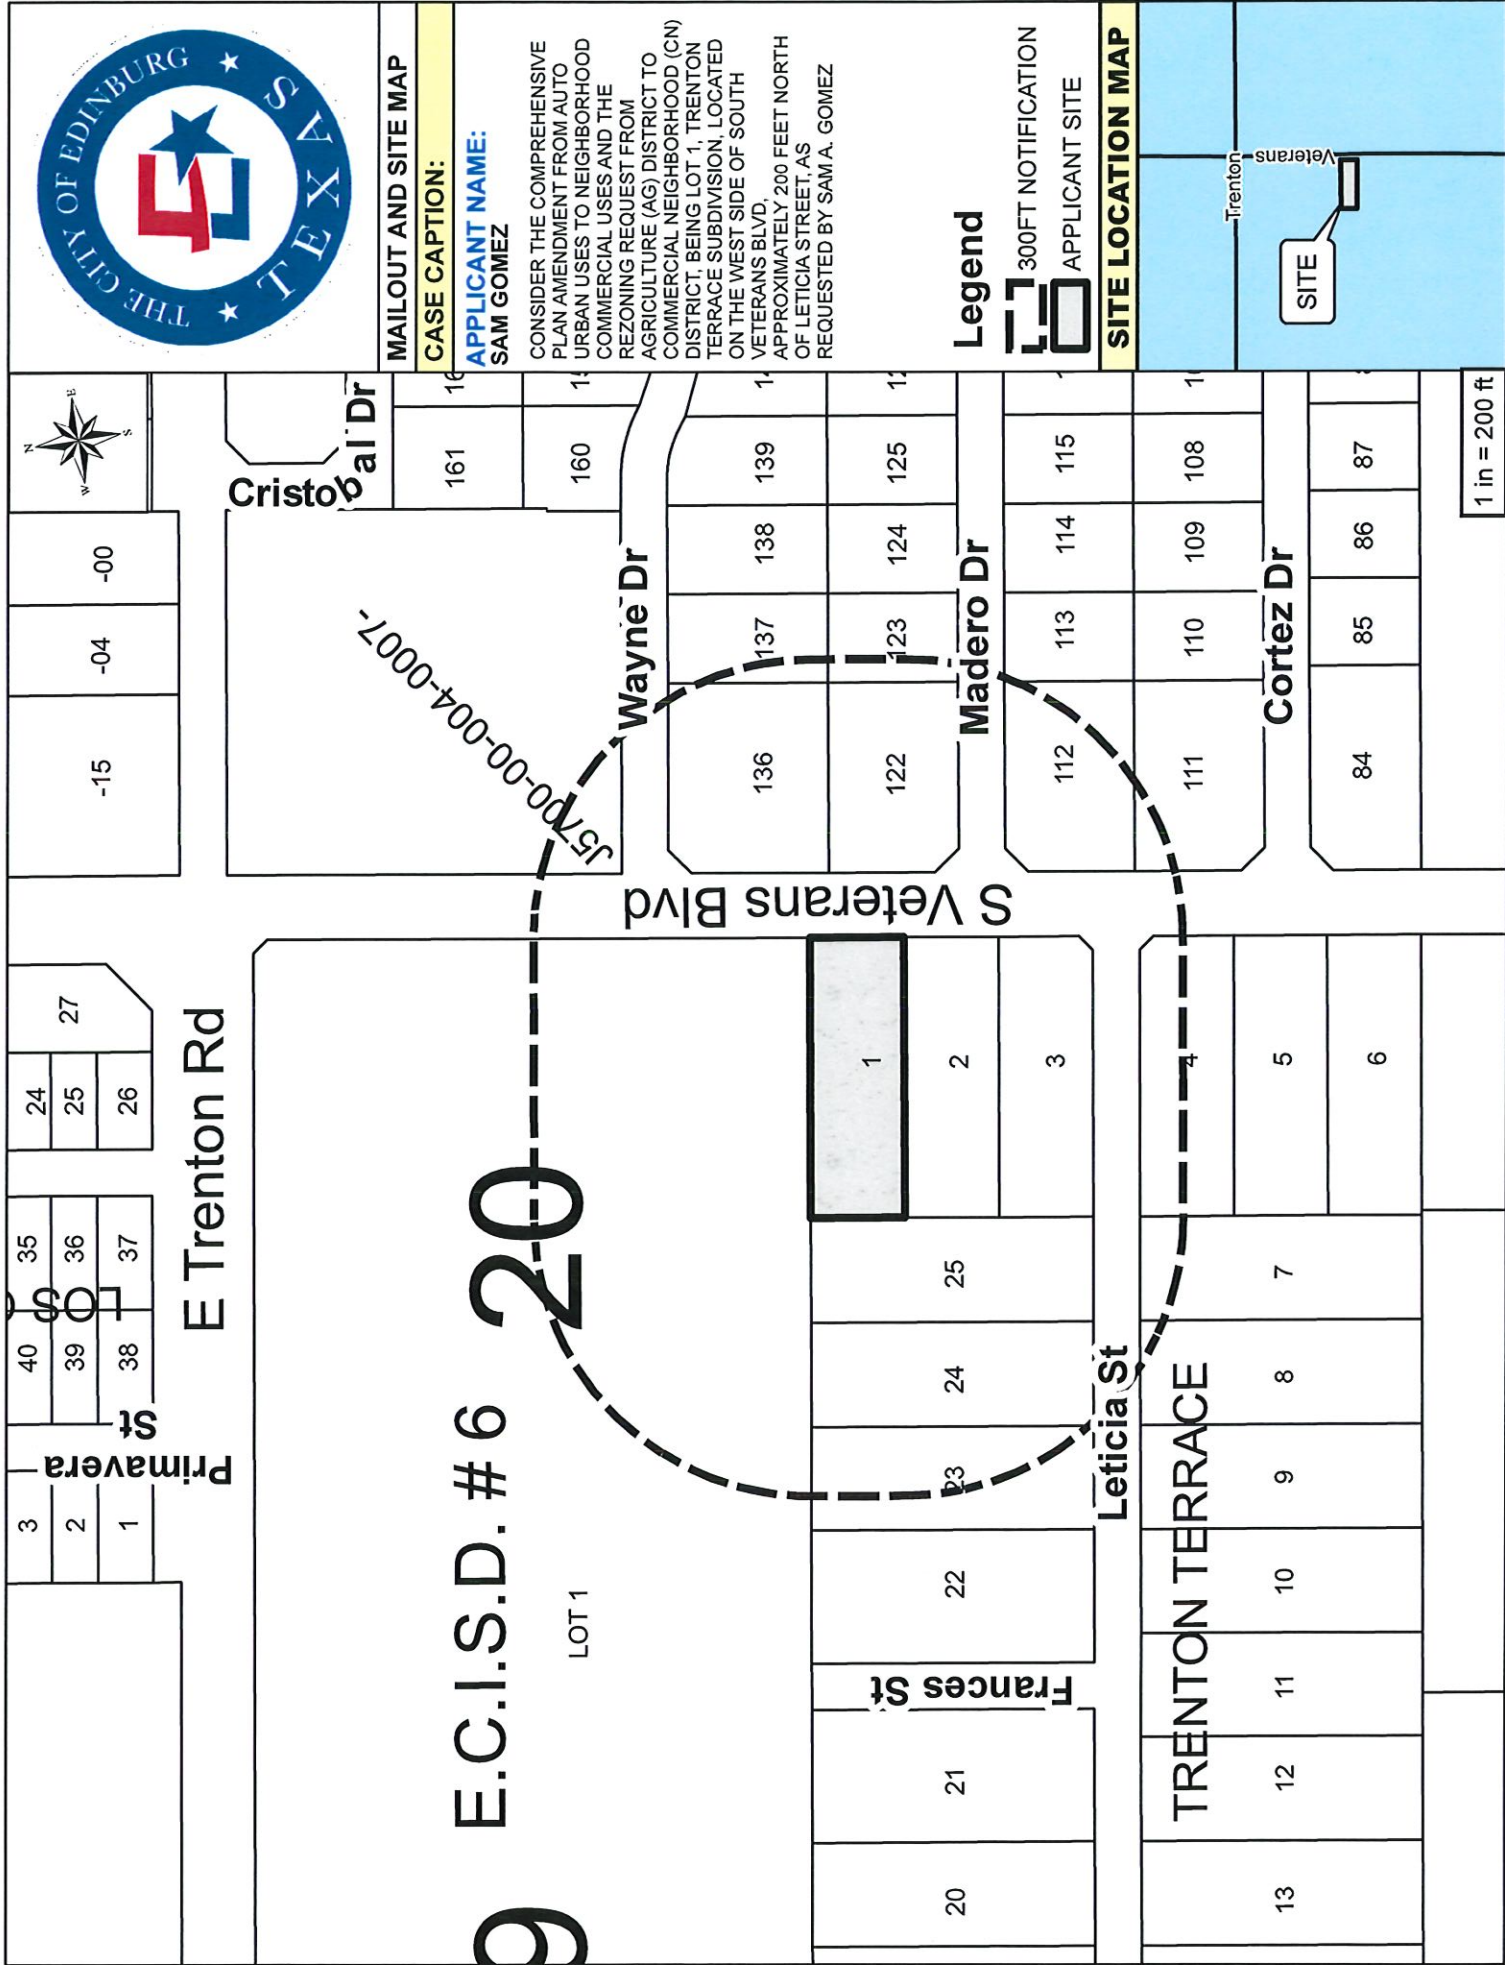 THE CITY OF EDINBURG
TEXAS
MAILOUT AND SITE MAP
CASE CAPTION:
APPLICANT NAME:
SAM GOMEZ
CONSIDER THE COMPREHENSIVE
PLAN AMENDMENT FROM AUTO
URBAN USES TO NEIGHBORHOOD
COMMERCIAL USES AND THE
REZONING REQUEST FROM
AGRICULTURE (AG) DISTRICT TO
COMMERCIAL NEIGHBORHOOD (CN)
DISTRICT, BEING LOT 1, TRENTON
TERRACE SUBDIVISION, LOCATED
ON THE WEST SIDE OF SOUTH
VETERANS BLVD,
APPROXIMATELY 200 FEET NORTH
OF LETICIA STREET, AS
REQUESTED BY SAM A. GOMEZ
Legend
300FT NOTIFICATION
APPLICANT SITE
SITE LOCATION MAP
Trenton
Veterans
SITE
1 in = 200 ft
N
E
S
W
3
2
1
Primavera
St
40
39
38
LOS
35
36
37
24
25
26
27
-15
-04
-00
E Trenton Rd
Cristobal Dr
161
160
J5700-00-004-0007-
Wayne Dr
9
E.C.I.S.D. # 6
20
LOT 1
S Veterans Blvd
136
137
138
139
122
123
124
125
Madero Dr
112
113
114
115
111
110
109
108
Cortez Dr
84
85
86
87
1
2
3
20
21
Frances St
22
23
24
25
Leticia St
TRENTON TERRACE
4
5
6
7
8
9
10
11
12
13